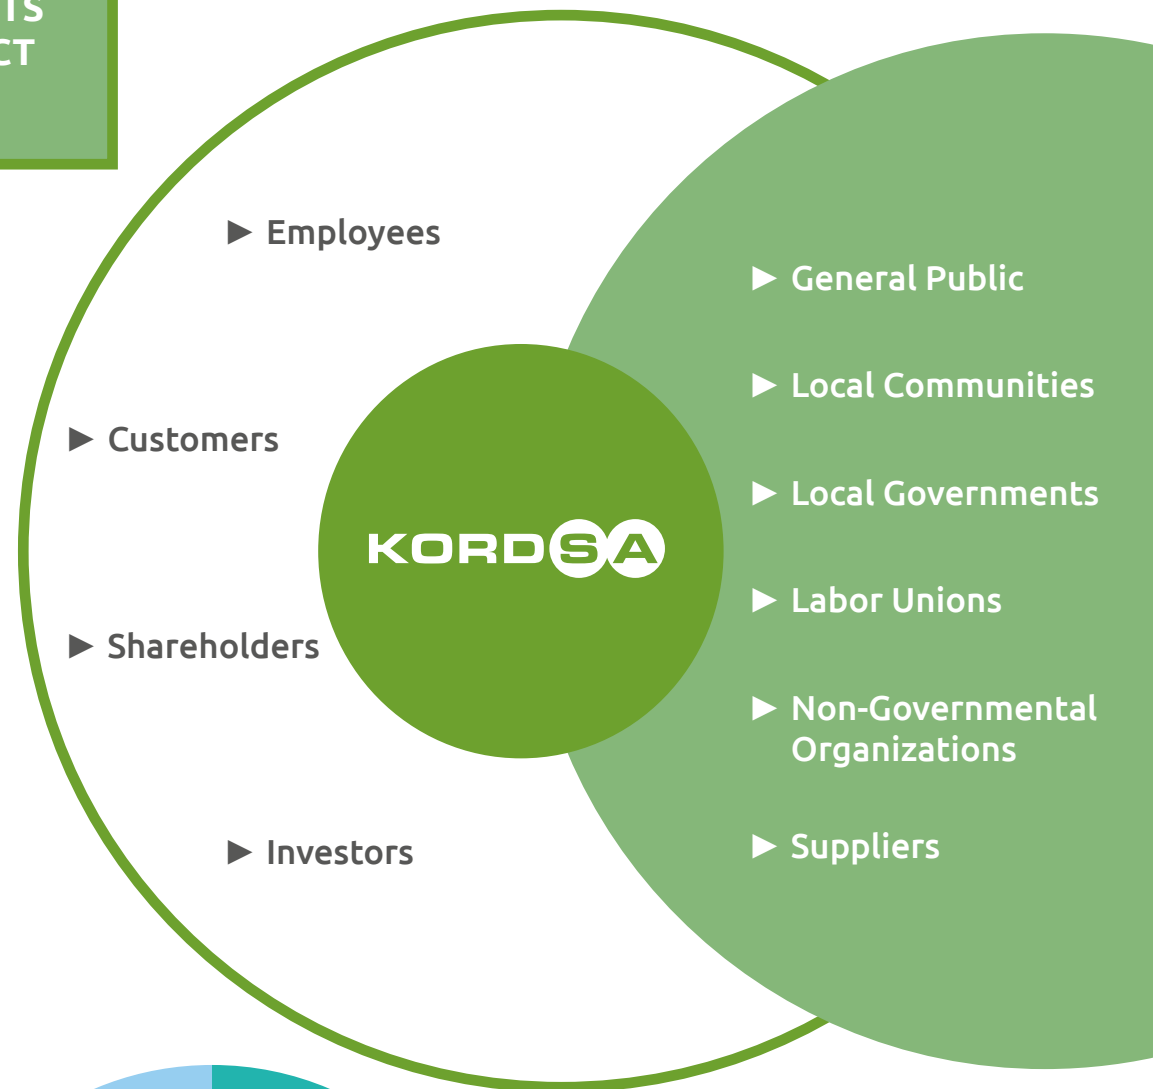 ► Employees
► Customers
► Shareholders
► Investors
KORDSA
► General Public
► Local Communities
► Local Governments
► Labor Unions
► Non-Governmental
Organizations
► Suppliers